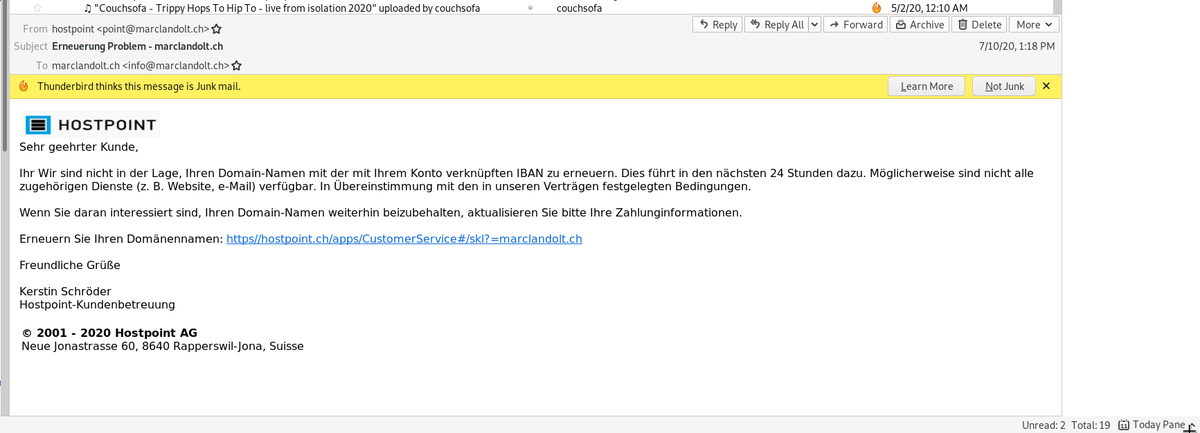 ♫ "Couchsofa - Trippy Hops To Hip To - live from isolation 2020" uploaded by couchsofa couchsofa 5/2/20, 12:10 AM
From hostpoint <point@marclandolt.ch> Reply Reply All Forward Archive Delete More
Subject Erneuerung Problem - marclandolt.ch 7/10/20, 1:18 PM
To marclandolt.ch <info@marclandolt.ch>
Thunderbird thinks this message is Junk mail. Learn More Not Junk
HOSTPOINT
Sehr geehrter Kunde,
Ihr Wir sind nicht in der Lage, Ihren Domain-Namen mit der mit Ihrem Konto verknüpften IBAN zu erneuern. Dies führt in den nächsten 24 Stunden dazu. Möglicherweise sind nicht alle
zugehörigen Dienste (z. B. Website, e-Mail) verfügbar. In Übereinstimmung mit den in unseren Verträgen festgelegten Bedingungen.
Wenn Sie daran interessiert sind, Ihren Domain-Namen weiterhin beizubehalten, aktualisieren Sie bitte Ihre Zahlunginformationen.
Erneuern Sie Ihren Domänennamen: https//hostpoint.ch/apps/CustomerService#/skl?=marclandolt.ch
Freundliche Grüße
Kerstin Schröder
Hostpoint-Kundenbetreuung
© 2001 - 2020 Hostpoint AG
Neue Jonastrasse 60, 8640 Rapperswil-Jona, Suisse
Unread: 2 Total: 19 Today Pane